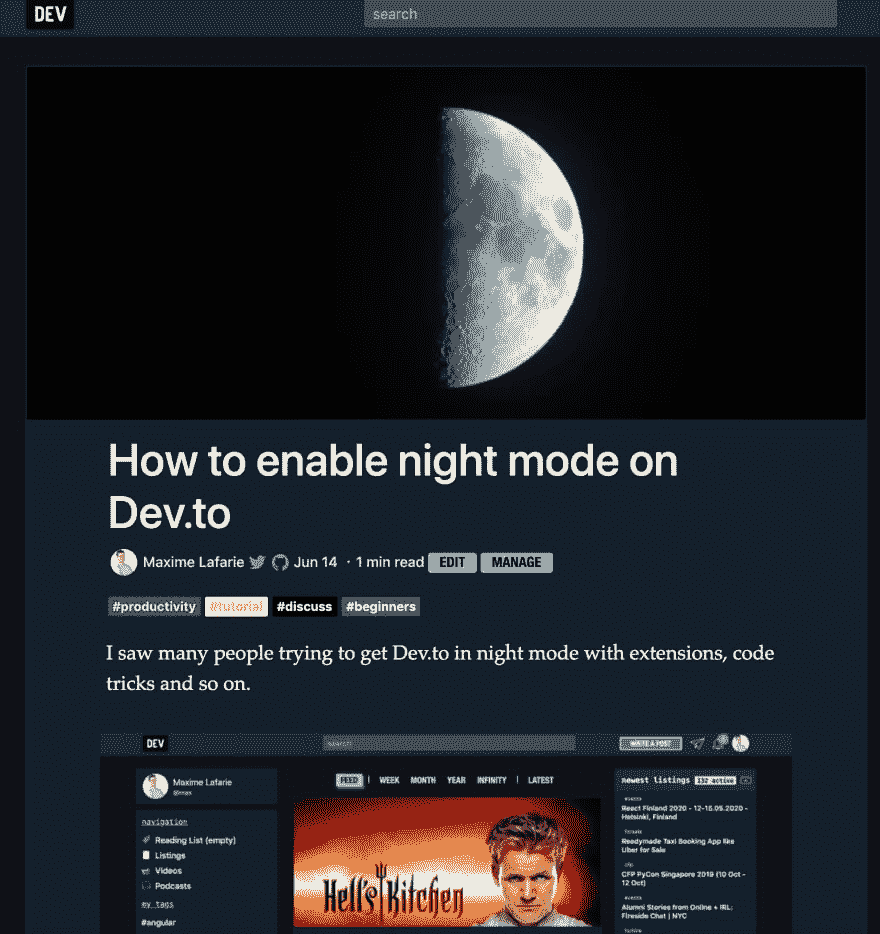 DEV
search
How to enable night mode on
Dev.to
Maxime Lafarie Jun 14 · 1 min read EDIT MANAGE
#productivity #tutorial #discuss #beginners
I saw many people trying to get Dev.to in night mode with extensions, code
tricks and so on.
DEV search WRITE A POST
Maxime Lafarie
FEED | WEEK MONTH YEAR INFINITY | LATEST
newest listings 232 active
navigation
Reading List (empty)
Listings
Videos
Podcasts
my tags
#angular
Hell's Kitchen
#events
React Finland 2020 - 12-15.05.2020 -
Helsinki, Finland
forsale
Readymade Taxi Booking App like
Uber for Sale
cfp
CFP PyCon Singapore 2019 (10 Oct -
12 Oct)
#events
Alumni Stories from Online + IRL:
Fireside Chat | NYC